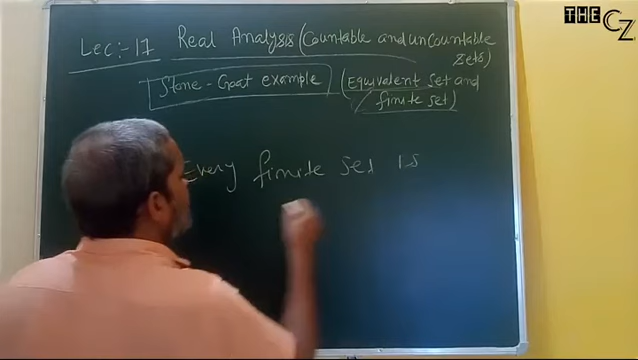 THE CZ
Lec:- 17 Real Analysis (Countable and uncountable
sets)
Stone - Goat example (Equivalent set and
finite set)
Every finite set is